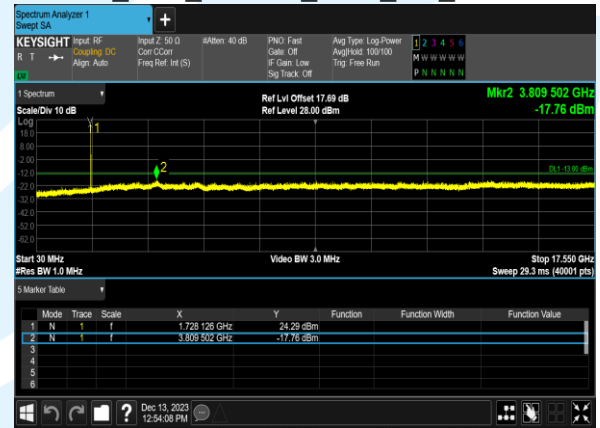 Spectrum Analyzer 1
Swept SA
KEYSIGHT Input: RF Input Z: 50 Ω #Atten: 40 dB PNO: Fast Avg Type: Log-Power 1 2 3 4 5 6
R T Coupling: DC Corr CCorr Gate: Off Avg|Hold: 100/100 M W W W W W
Align: Auto Freq Ref: Int (S) IF Gain: Low Trig: Free Run
LW Sig Track: Off P N N N N N
1 Spectrum Ref Lvl Offset 17.69 dB Mkr2 3.809 502 GHz
Scale/Div 10 dB Ref Level 28.00 dBm -17.76 dBm
Log
1
18.0
8.00
-2.00
2
-12.0 DL1 -13.00 dBm
-22.0
-32.0
-42.0
-52.0
-62.0
Start 30 MHz Video BW 3.0 MHz Stop 17.550 GHz
#Res BW 1.0 MHz Sweep 29.3 ms (40001 pts)
5 Marker Table
Mode Trace Scale X Y Function Function Width Function Value
1 N 1 f 1.728 126 GHz 24.29 dBm
2 N 1 f 3.809 502 GHz -17.76 dBm
3
4
5
6
? Dec 13, 2023
12:54:08 PM